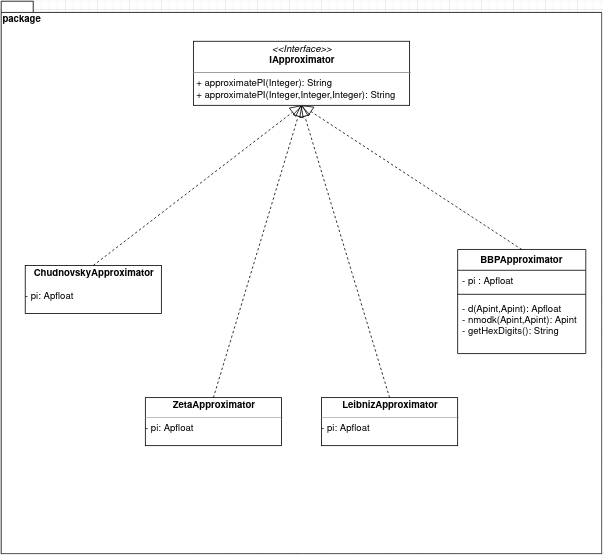 package
<<Interface>>
IApproximator
+ approximatePI(Integer): String
+ approximatePI(Integer,Integer,Integer): String
ChudnovskyApproximator
- pi: Apfloat
BBPApproximator
- pi : Apfloat
- d(Apint,Apint): Apfloat
- nmodk(Apint,Apint): Apint
- getHexDigits(): String
ZetaApproximator
- pi: Apfloat
LeibnizApproximator
- pi: Apfloat